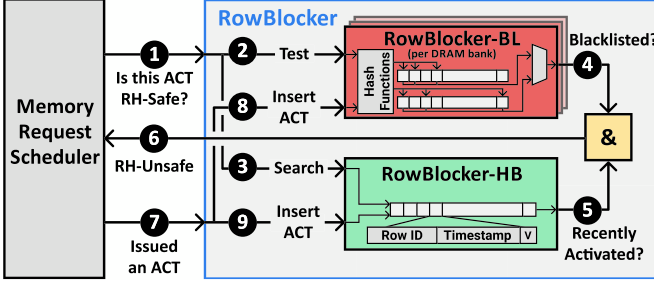 RowBlocker
Memory
Request
Scheduler
1
Is this ACT
RH-Safe?
2
Test
RowBlocker-BL
(per DRAM bank)
Hash
Functions
Blacklisted?
4
8
Insert
ACT
6
RH-Unsafe
&
3
Search
RowBlocker-HB
7
Issued
an ACT
9
Insert
ACT
Row ID
Timestamp
V
5
Recently
Activated?